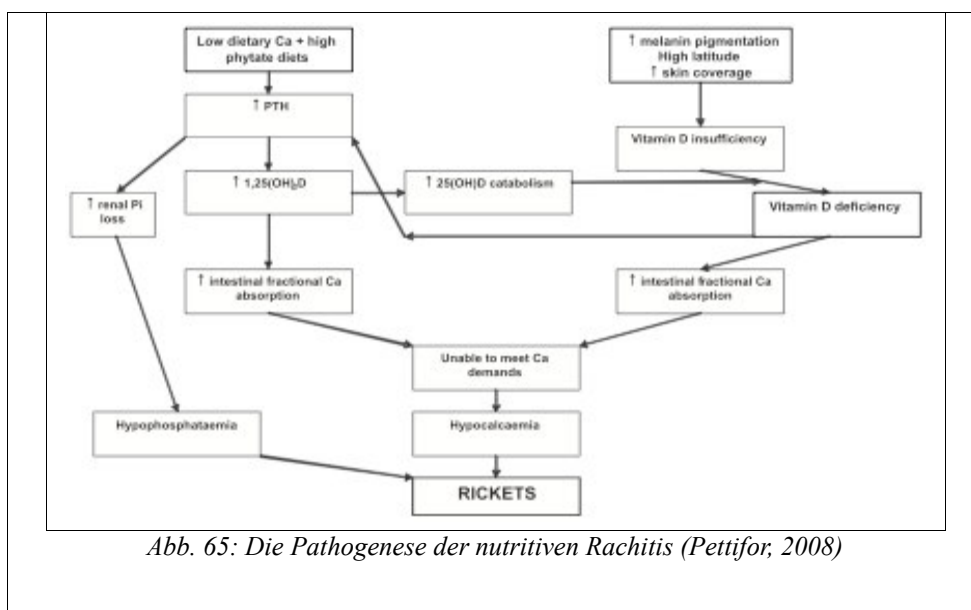 Low dietary Ca + high
phytate diets
↑ melanin pigmentation
High latitude
↑ skin coverage
↑ PTH
Vitamin D insufficiency
↑ 1,25(OH)₂D
↑ 25(OH)D catabolism
↑ renal Pi
loss
Vitamin D deficiency
↑ intestinal fractional Ca
absorption
↑ intestinal fractional Ca
absorption
Unable to meet Ca
demands
Hypophosphataemia
Hypocalcaemia
RICKETS
Abb. 65: Die Pathogenese der nutritiven Rachitis (Pettifor, 2008)